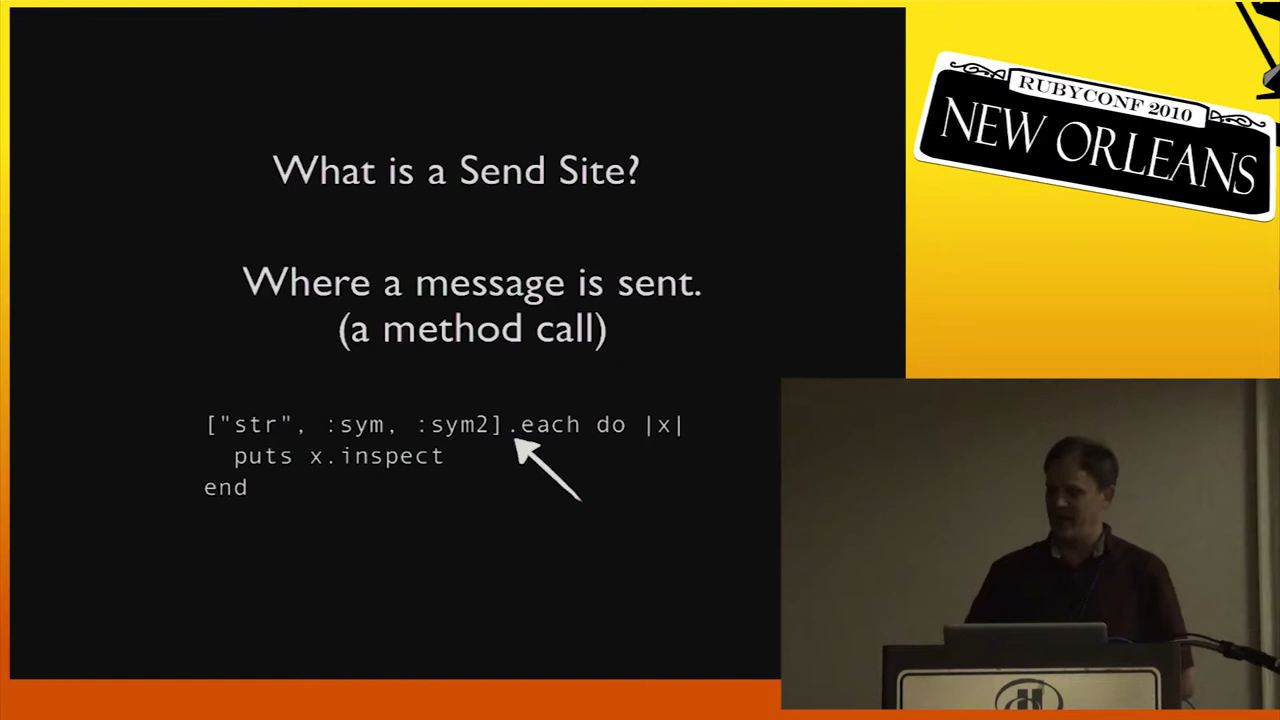 What is a Send Site?
Where a message is sent.
(a method call)
["str", :sym, :sym2].each do |x|
  puts x.inspect
end
RUBYCONF 2010
NEW ORLEANS